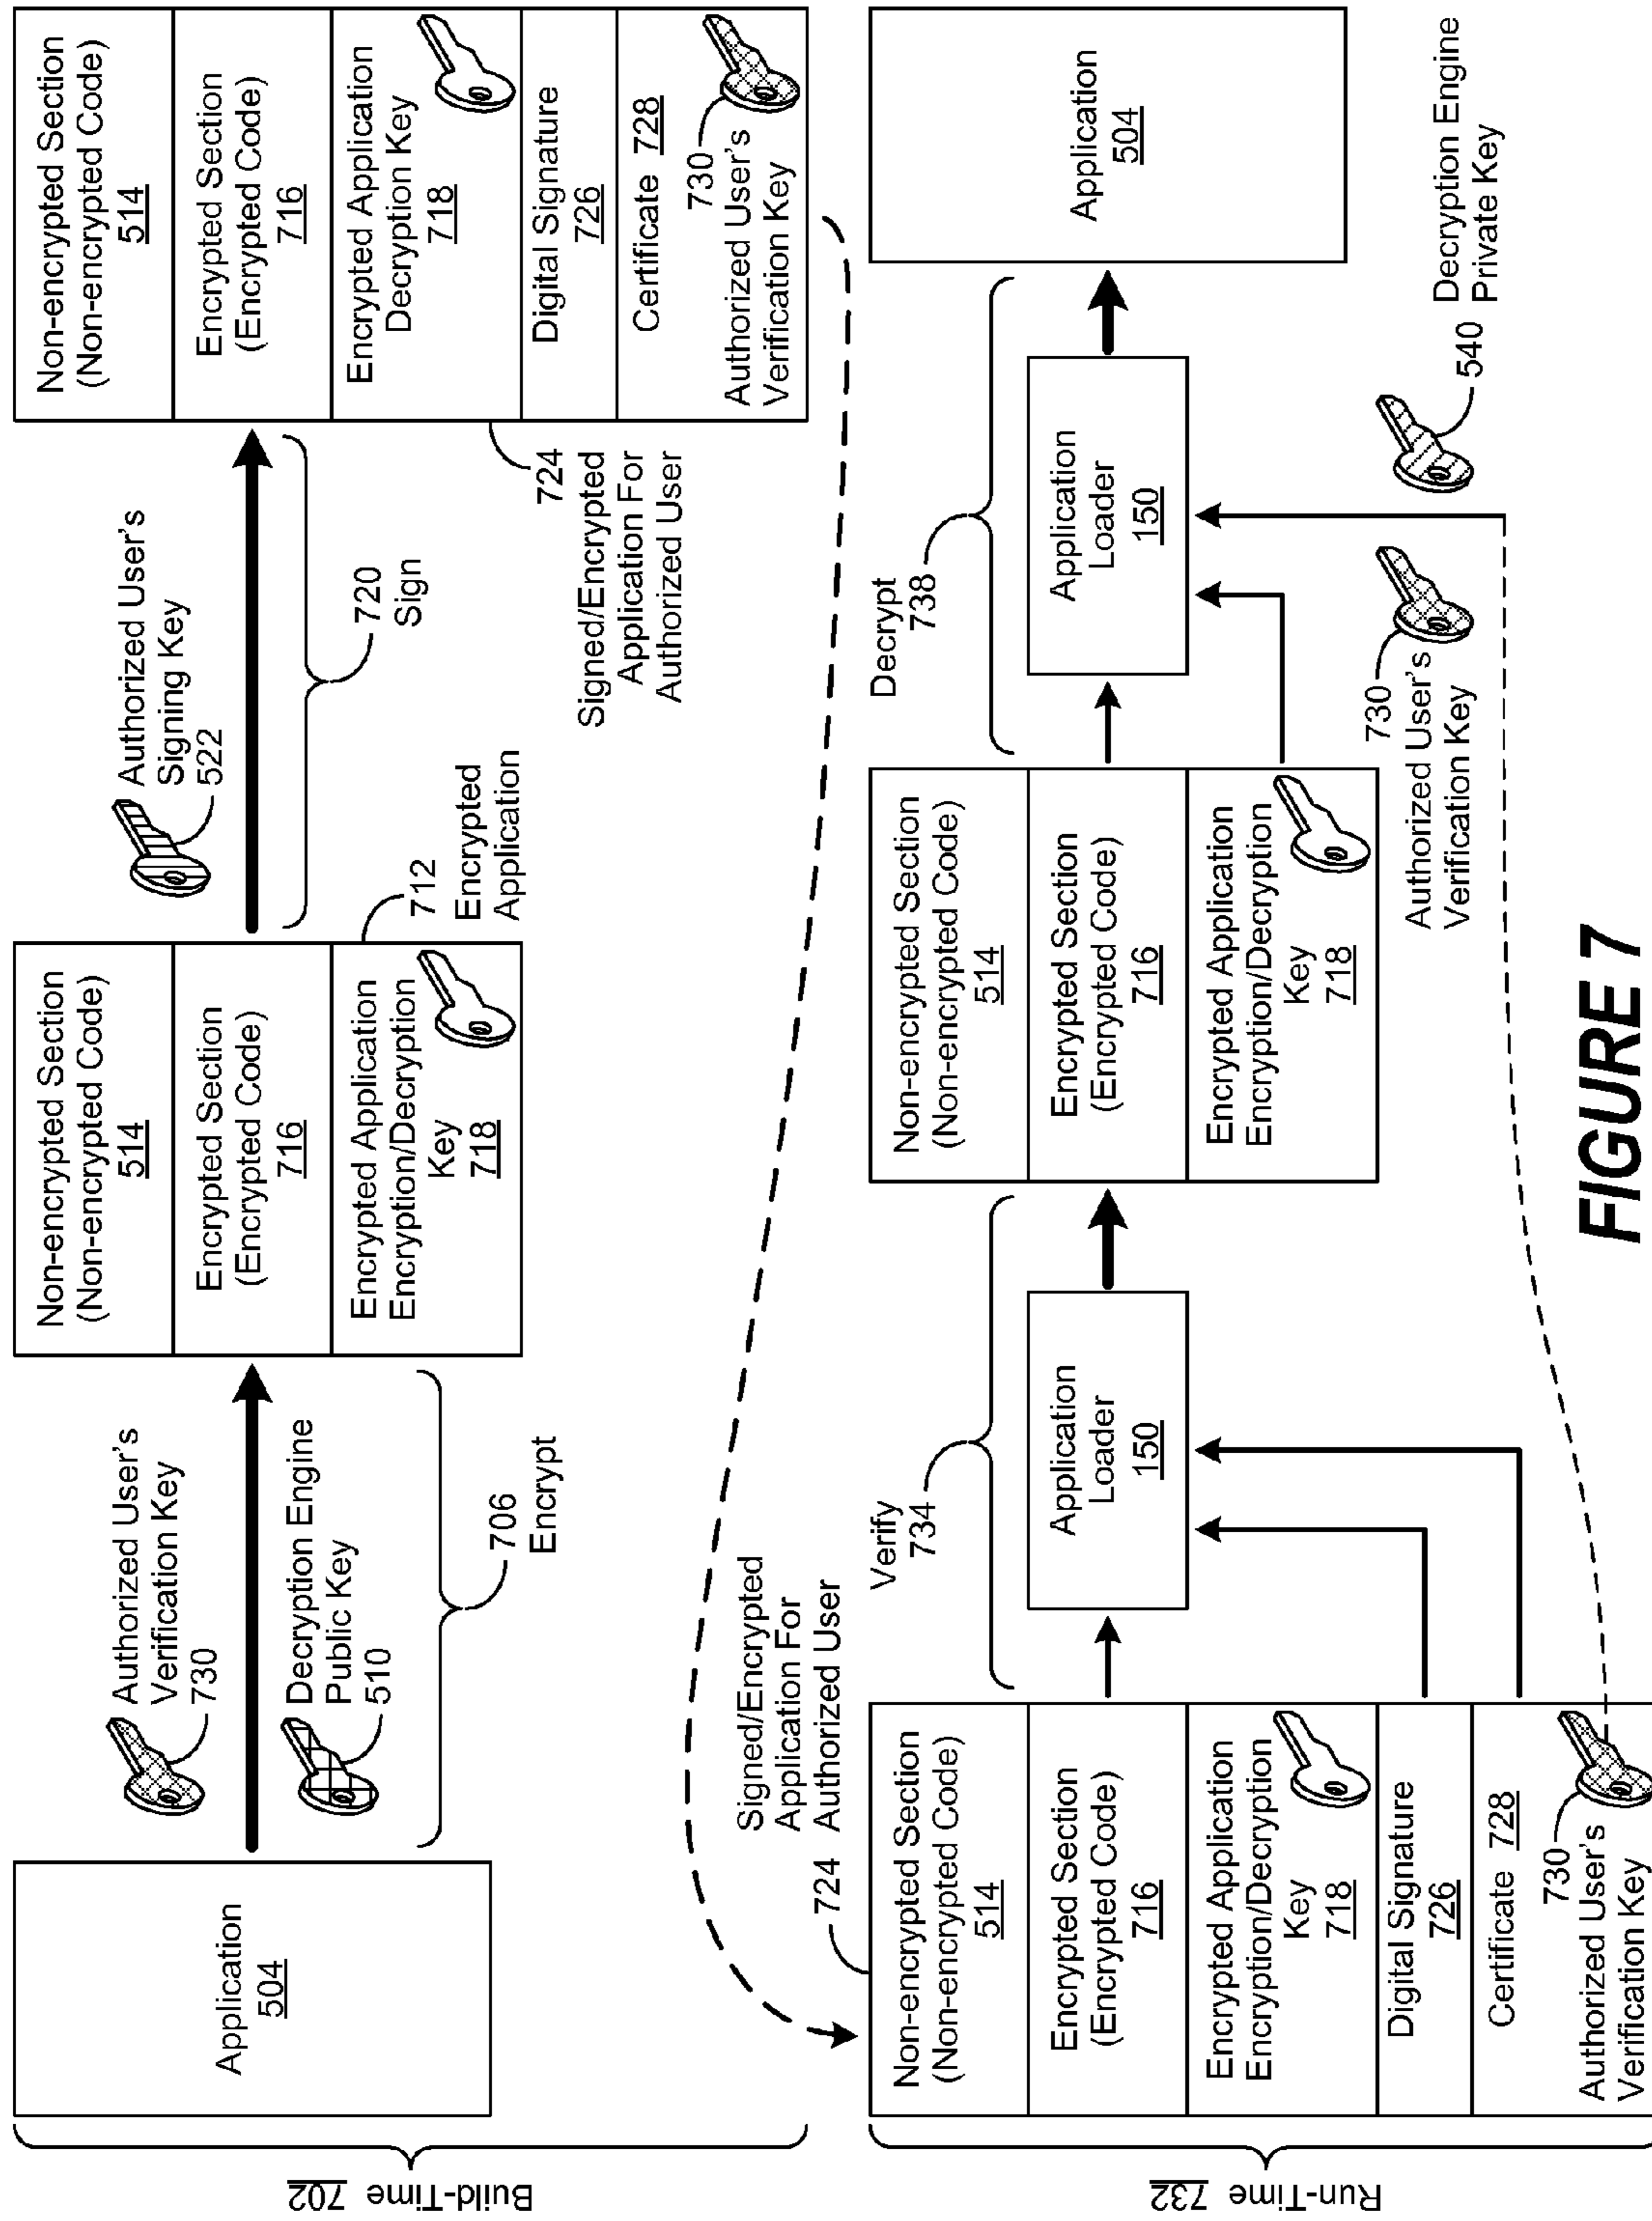 Build-Time 702
Application
504
Authorized User's
Verification Key
730
Decryption Engine
Public Key
510
706
Encrypt
Non-encrypted Section
(Non-encrypted Code)
514
Encrypted Section
(Encrypted Code)
716
Encrypted Application
Encryption/Decryption
Key
718
712
Encrypted
Application
Authorized User's
Signing Key
522
720
Sign
Non-encrypted Section
(Non-encrypted Code)
514
Encrypted Section
(Encrypted Code)
716
Encrypted Application
Decryption Key
718
Digital Signature
726
Certificate 728
730
Authorized User's
Verification Key
724
Signed/Encrypted
Application For
Authorized User
Run-Time 732
Signed/Encrypted
Application For
724 Authorized User
Non-encrypted Section
(Non-encrypted Code)
514
Encrypted Section
(Encrypted Code)
716
Encrypted Application
Encryption/Decryption
Key
718
Digital Signature
726
Certificate 728
730
Authorized User's
Verification Key
Verify
734
Application
Loader
150
Non-encrypted Section
(Non-encrypted Code)
514
Encrypted Section
(Encrypted Code)
716
Encrypted Application
Encryption/Decryption
Key
718
Decrypt
738
Application
Loader
150
730
Authorized User's
Verification Key
540
Decryption Engine
Private Key
Application
504
FIGURE 7